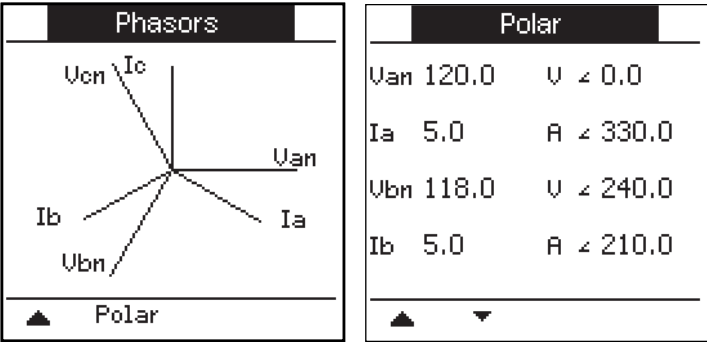 Phasors
Vcn Ic
Van
Ib
Ia
Vbn
Polar
Polar
Van 120.0 V ∠ 0.0
Ia 5.0 A ∠ 330.0
Vbn 118.0 V ∠ 240.0
Ib 5.0 A ∠ 210.0